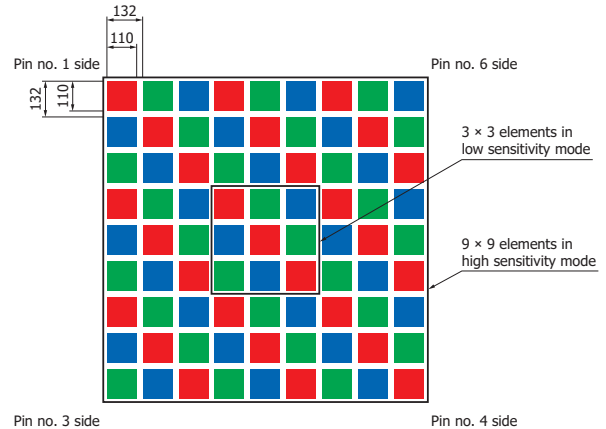 132
110
Pin no. 1 side
Pin no. 6 side
132
110
3 × 3 elements in
low sensitivity mode
9 × 9 elements in
high sensitivity mode
Pin no. 3 side
Pin no. 4 side